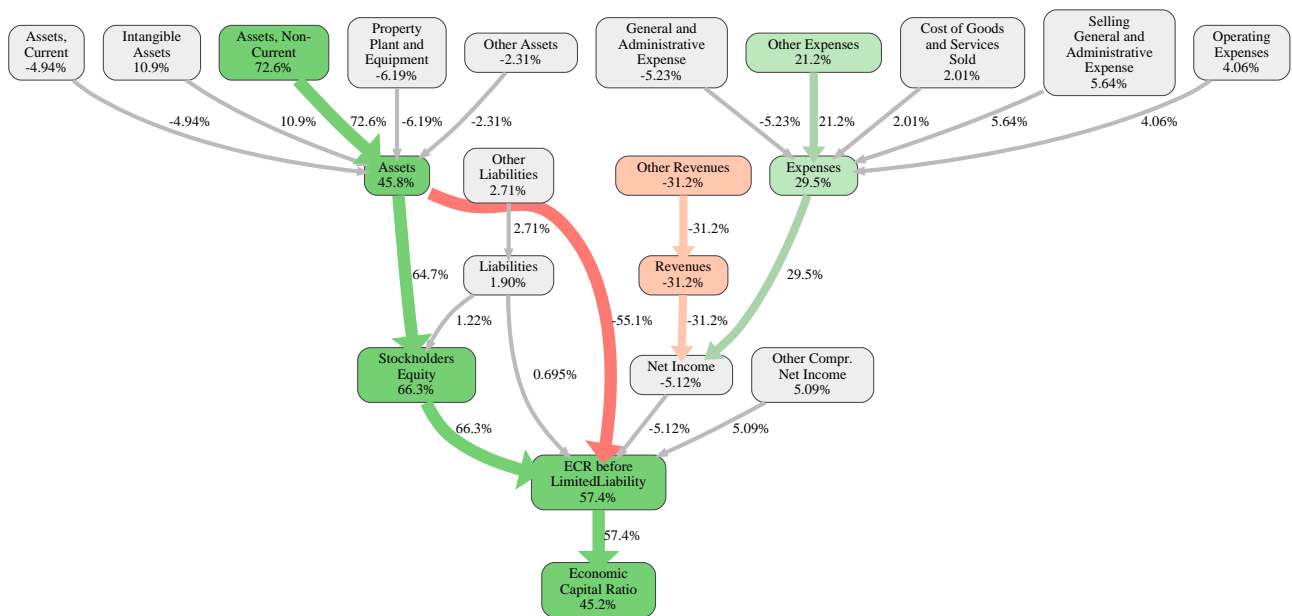 Assets,
Current
-4.94%
Intangible
Assets
10.9%
Assets, Non-
Current
72.6%
Property
Plant and
Equipment
-6.19%
Other Assets
-2.31%
General and
Administrative
Expense
-5.23%
Other Expenses
21.2%
Cost of Goods
and Services
Sold
2.01%
Selling
General and
Administrative
Expense
5.64%
Operating
Expenses
4.06%
-4.94%
10.9%
72.6%
-6.19%
-2.31%
-5.23%
21.2%
2.01%
5.64%
4.06%
Assets
45.8%
Other
Liabilities
2.71%
Other Revenues
-31.2%
Expenses
29.5%
2.71%
-31.2%
64.7%
Liabilities
1.90%
Revenues
-31.2%
29.5%
1.22%
-55.1%
-31.2%
Stockholders
Equity
66.3%
0.695%
Net Income
-5.12%
Other Compr.
Net Income
5.09%
66.3%
-5.12%
5.09%
ECR before
LimitedLiability
57.4%
57.4%
Economic
Capital Ratio
45.2%